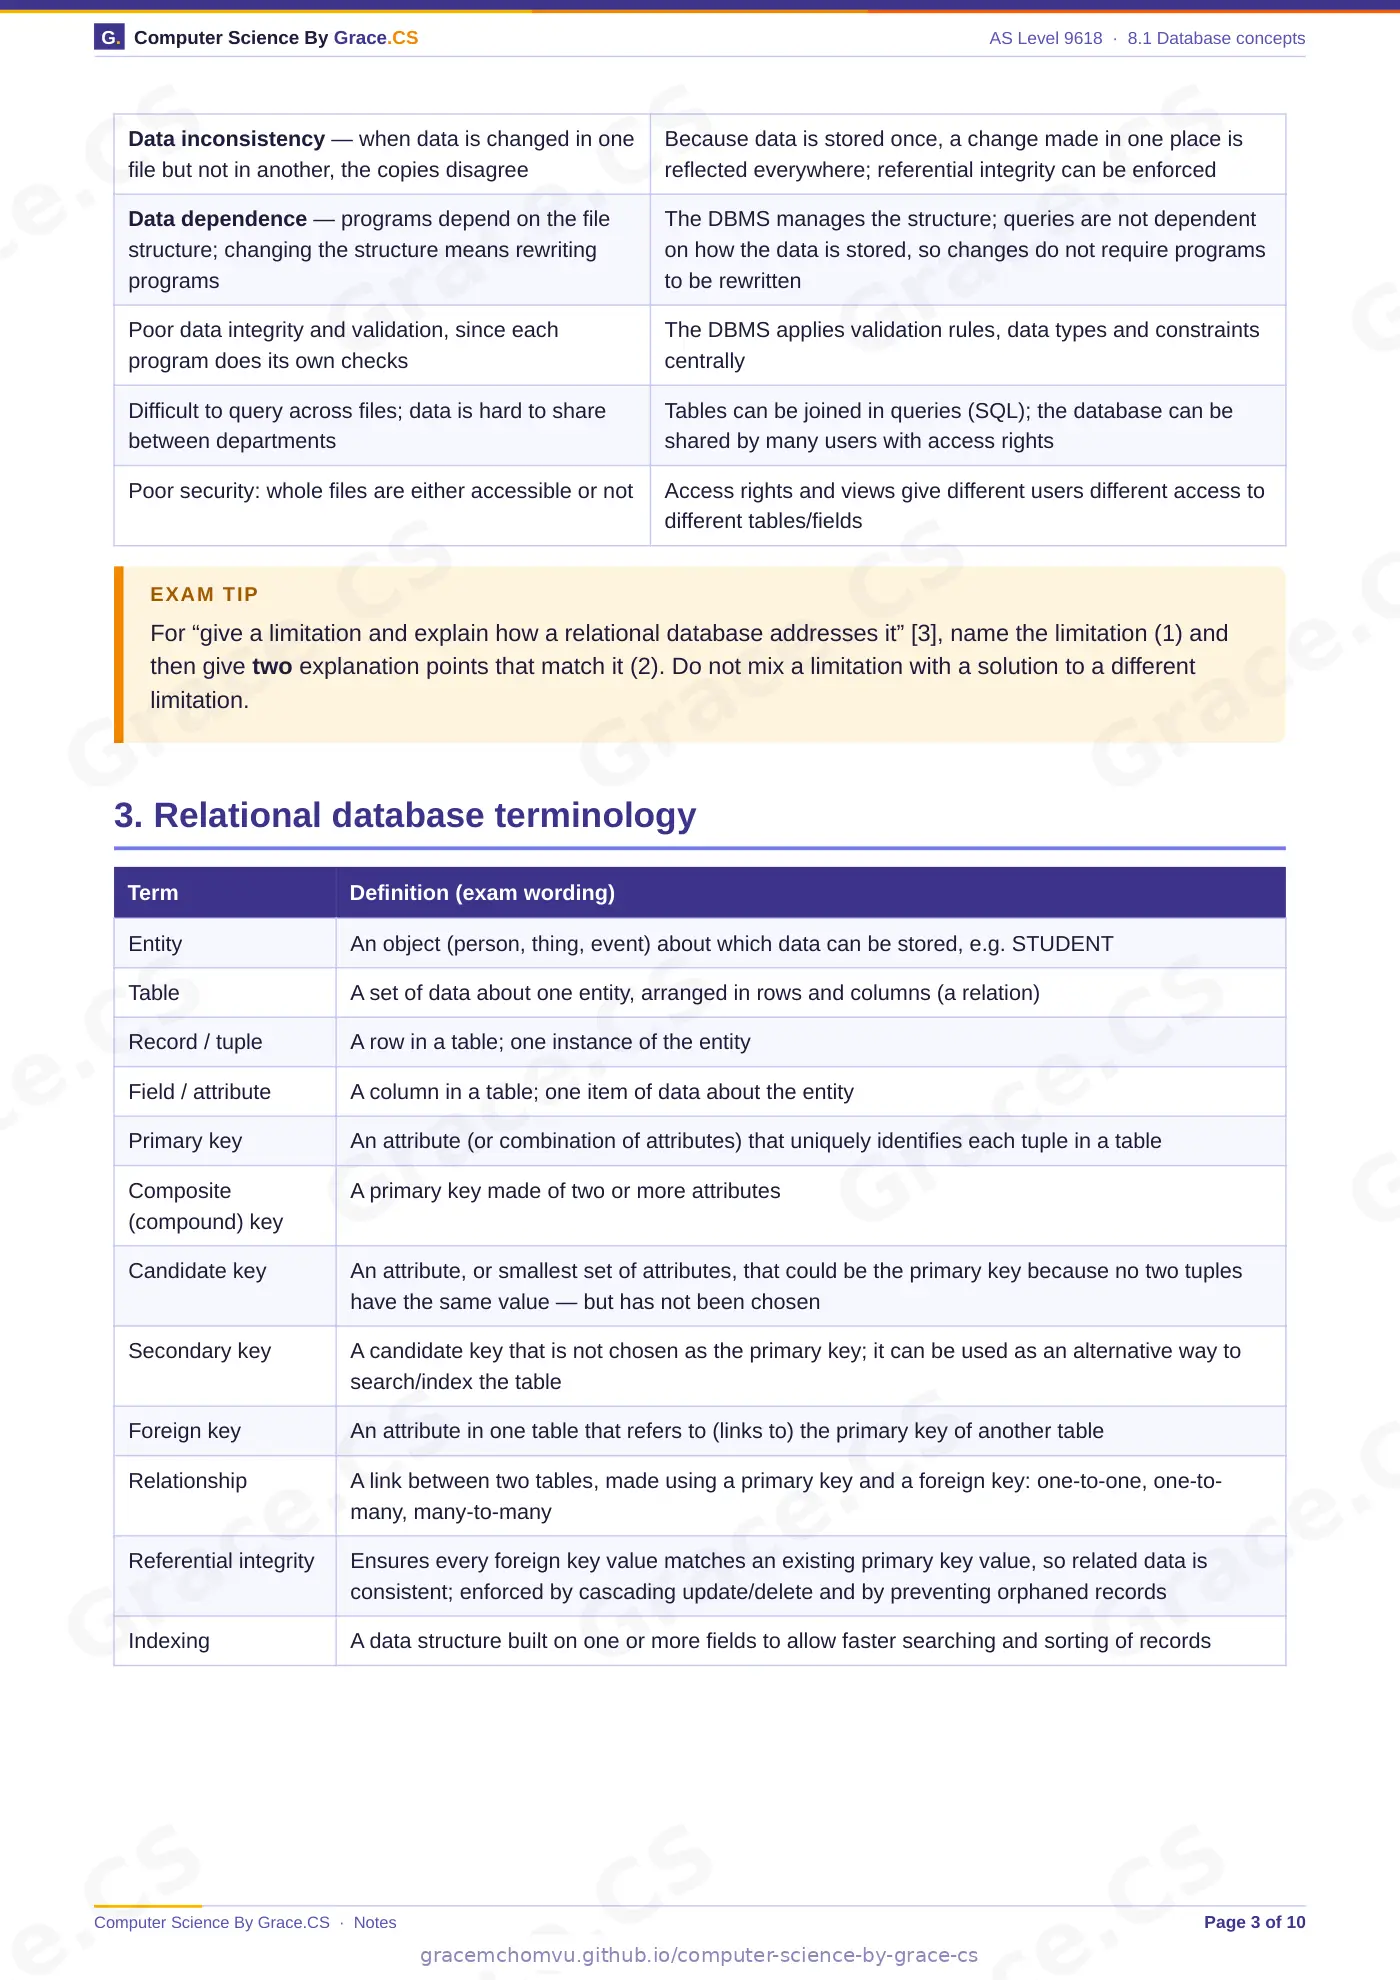 G. Computer Science By Grace.CS
AS Level 9618 · 8.1 Database concepts
Data inconsistency — when data is changed in one
file but not in another, the copies disagree
Because data is stored once, a change made in one place is
reflected everywhere; referential integrity can be enforced
Data dependence — programs depend on the file
structure; changing the structure means rewriting
programs
The DBMS manages the structure; queries are not dependent
on how the data is stored, so changes do not require programs
to be rewritten
Poor data integrity and validation, since each
program does its own checks
The DBMS applies validation rules, data types and constraints
centrally
Difficult to query across files; data is hard to share
between departments
Tables can be joined in queries (SQL); the database can be
shared by many users with access rights
Poor security: whole files are either accessible or not
Access rights and views give different users different access to
different tables/fields
EXAM TIP
For “give a limitation and explain how a relational database addresses it” [3], name the limitation (1) and
then give two explanation points that match it (2). Do not mix a limitation with a solution to a different
limitation.
3. Relational database terminology
Term
Definition (exam wording)
Entity
An object (person, thing, event) about which data can be stored, e.g. STUDENT
Table
A set of data about one entity, arranged in rows and columns (a relation)
Record / tuple
A row in a table; one instance of the entity
Field / attribute
A column in a table; one item of data about the entity
Primary key
An attribute (or combination of attributes) that uniquely identifies each tuple in a table
Composite
(compound) key
A primary key made of two or more attributes
Candidate key
An attribute, or smallest set of attributes, that could be the primary key because no two tuples
have the same value — but has not been chosen
Secondary key
A candidate key that is not chosen as the primary key; it can be used as an alternative way to
search/index the table
Foreign key
An attribute in one table that refers to (links to) the primary key of another table
Relationship
A link between two tables, made using a primary key and a foreign key: one-to-one, one-to-
many, many-to-many
Referential integrity
Ensures every foreign key value matches an existing primary key value, so related data is
consistent; enforced by cascading update/delete and by preventing orphaned records
Indexing
A data structure built on one or more fields to allow faster searching and sorting of records
Computer Science By Grace.CS · Notes
Page 3 of 10
gracemchomvu.github.io/computer-science-by-grace-cs